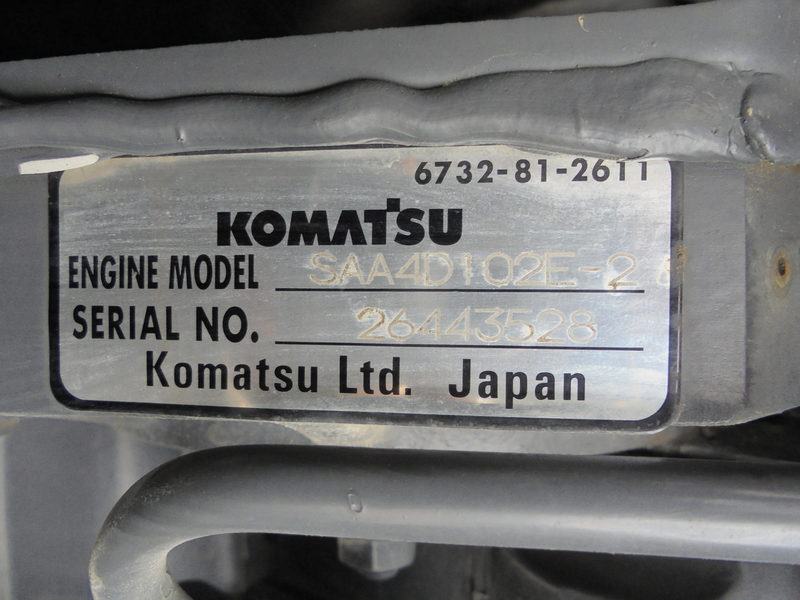 6732-81-2611
KOMATSU
ENGINE MODEL SAA4D102E-2
SERIAL NO. 26443528
Komatsu Ltd. Japan